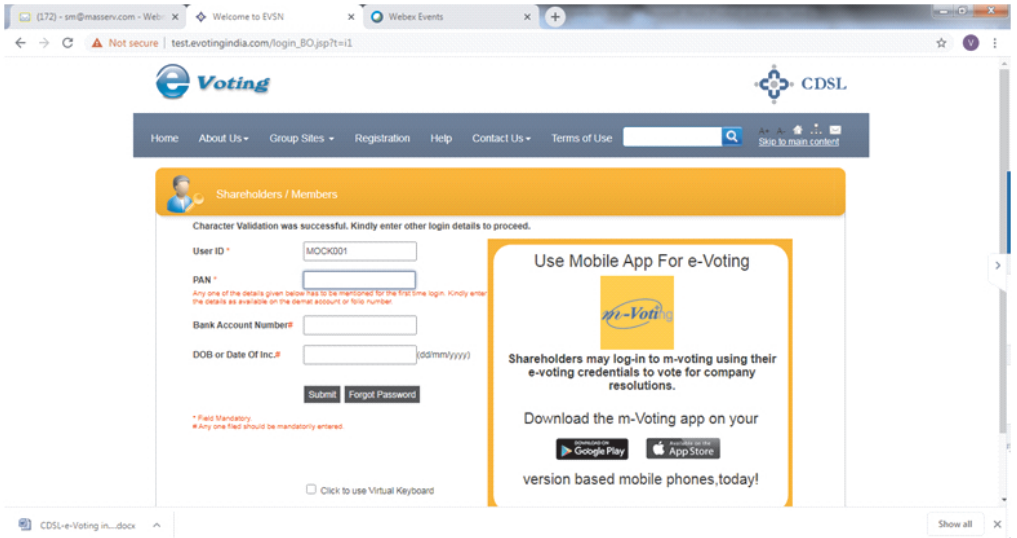 (172) - sm@masserv.com - Web
Welcome to EVSN
Webex Events
Not secure | test.evotingindia.com/login_BO.jsp?t=i1
V
e Voting
CDSL
Home About Us Group Sites Registration Help Contact Us Terms of Use
A+ A-
Skip to main content
Shareholders / Members
Character Validation was successful. Kindly enter other login details to proceed.
User ID * MOCK001
PAN *
Any one of the details given below has to be mentioned for the first time login. Kindly enter
the details as available on the demat account or folio number
Bank Account Number#
DOB or Date Of Inc.# (dd/mm/yyyy)
Submit Forgot Password
* Field Mandatory
# Any one filed should be mandatorily entered
Click to use Virtual Keyboard
Use Mobile App For e-Voting
m-Voting
Shareholders may log-in to m-voting using their
e-voting credentials to vote for company
resolutions.
Download the m-Voting app on your
DOWNLOAD ON
Google Play
Available on the
App Store
version based mobile phones,today!
CDSL-e-Voting in....docx
Show all